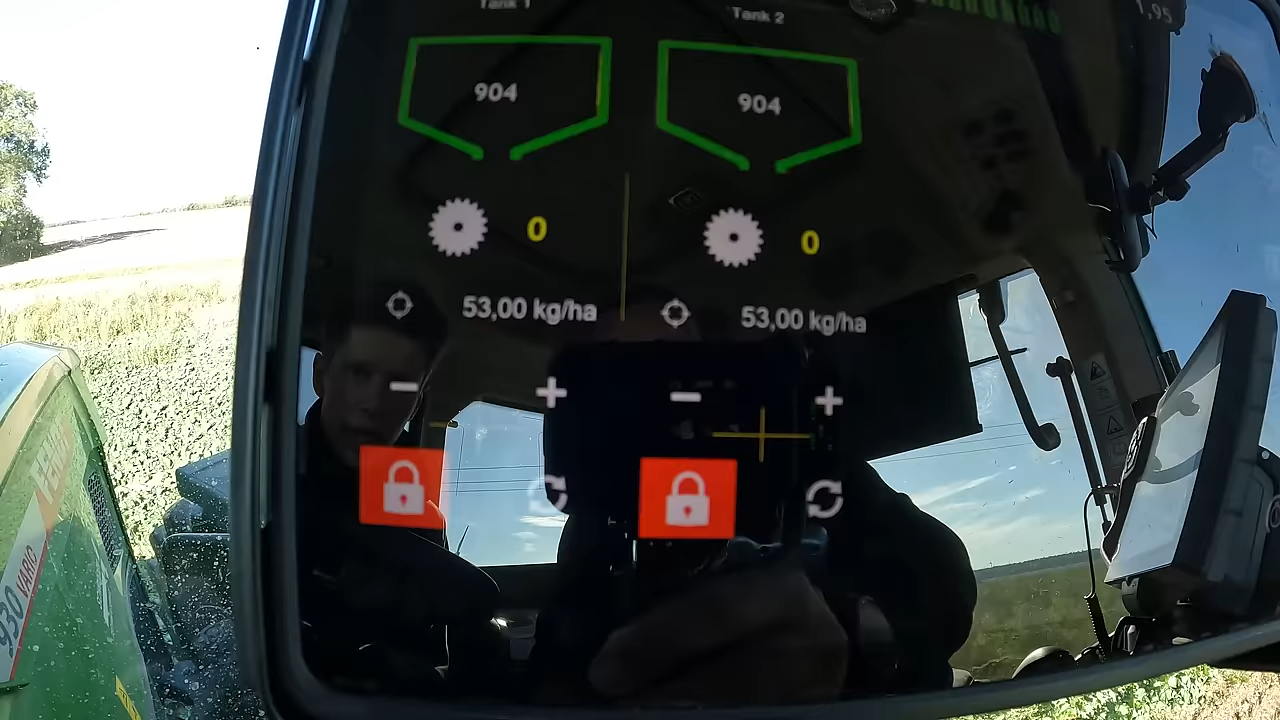 Tank 1
Tank 2
1,95
904
904
0
0
53,00 kg/ha
53,00 kg/ha
FENDT
930 VARIO